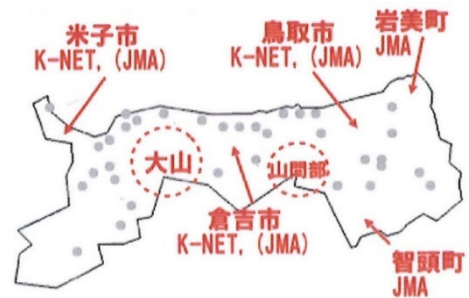 米子市
K-NET, (JMA)
鳥取市
K-NET, (JMA)
岩美町
JMA
大山
山間部
倉吉市
K-NET, (JMA)
智頭町
JMA